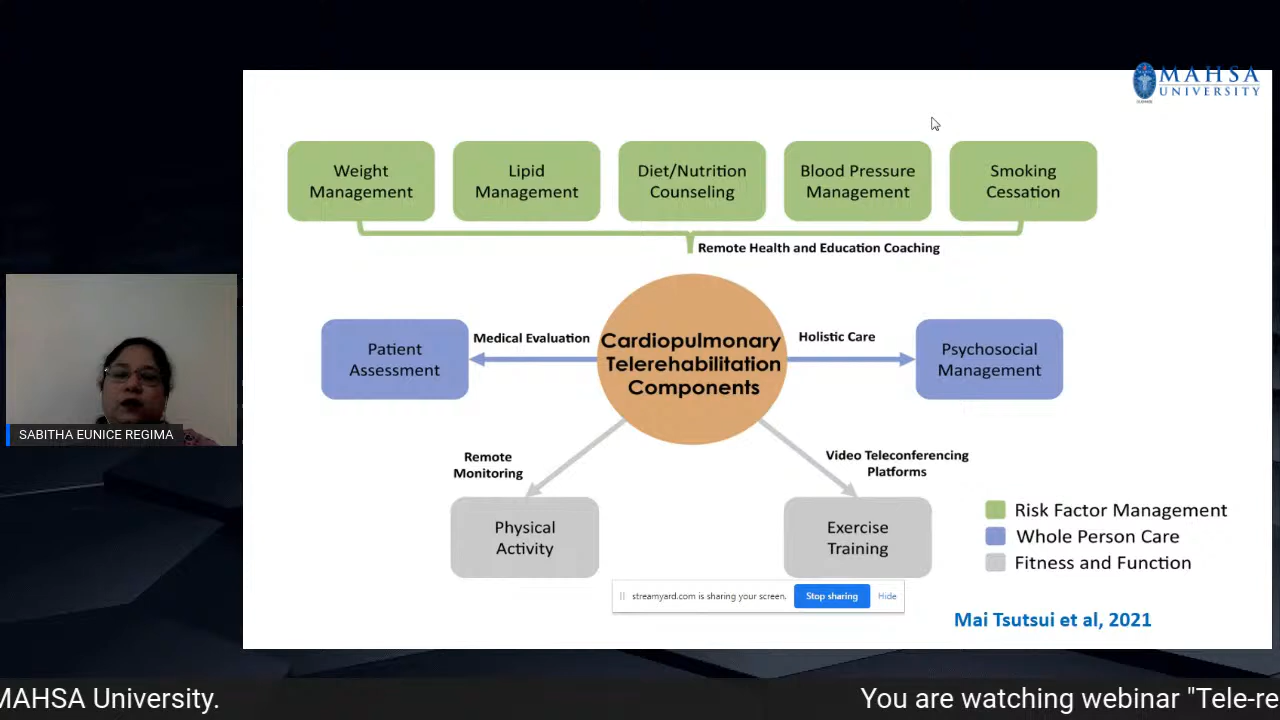 MAHSA
UNIVERSITY
Weight
Management
Lipid
Management
Diet/Nutrition
Counseling
Blood Pressure
Management
Smoking
Cessation
Remote Health and Education Coaching
Patient
Assessment
Medical Evaluation
Cardiopulmonary
Telerehabilitation
Components
Holistic Care
Psychosocial
Management
Remote
Monitoring
Video Teleconferencing
Platforms
Physical
Activity
Exercise
Training
Risk Factor Management
Whole Person Care
Fitness and Function
streamyard.com is sharing your screen.
Stop sharing
Hide
Mai Tsutsui et al, 2021
SABITHA EUNICE REGIMA
MAHSA University.
You are watching webinar "Tele-re